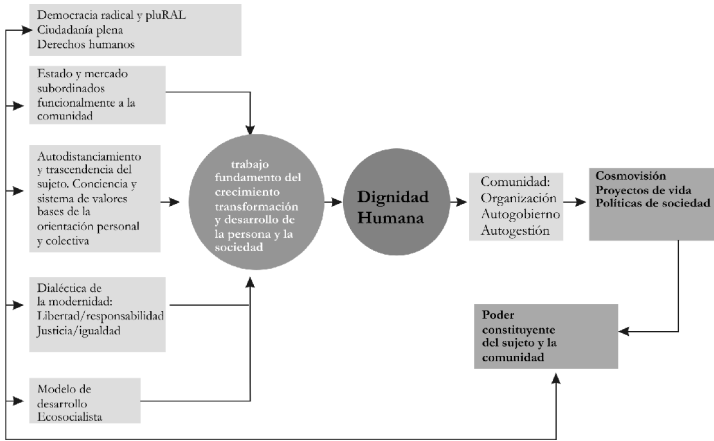 Democracia radical y pluRAL
Ciudadanía plena
Derechos humanos
Estado y mercado
subordinados
funcionalmente a la
comunidad
Autodistanciamiento
y trascendencia del
sujeto. Conciencia y
sistema de valores
bases de la
orientación personal
y colectiva
Dialéctica de
la modernidad:
Libertad/responsabilidad
Justicia/igualdad
Modelo de
desarrollo
Ecosocialista
trabajo
fundamento del
crecimiento
transformación
y desarrollo de
la persona y la
sociedad
Dignidad
Humana
Comunidad:
Organización
Autogobierno
Autogestión
Cosmovisión
Proyectos de vida
Políticas de sociedad
Poder
constituyente
del sujeto y la
comunidad